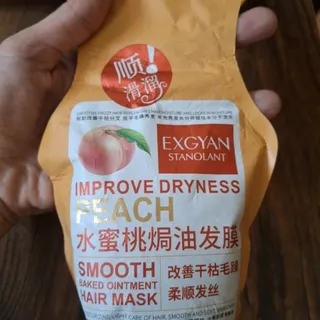 顺!
滑溜
EXGYAN
STANOLANT
IMPROVE DRYNESS
PEACH
水蜜桃焗油发膜
SMOOTH
BAKED OINTMENT
HAIR MASK
改善干枯毛躁
柔顺发丝